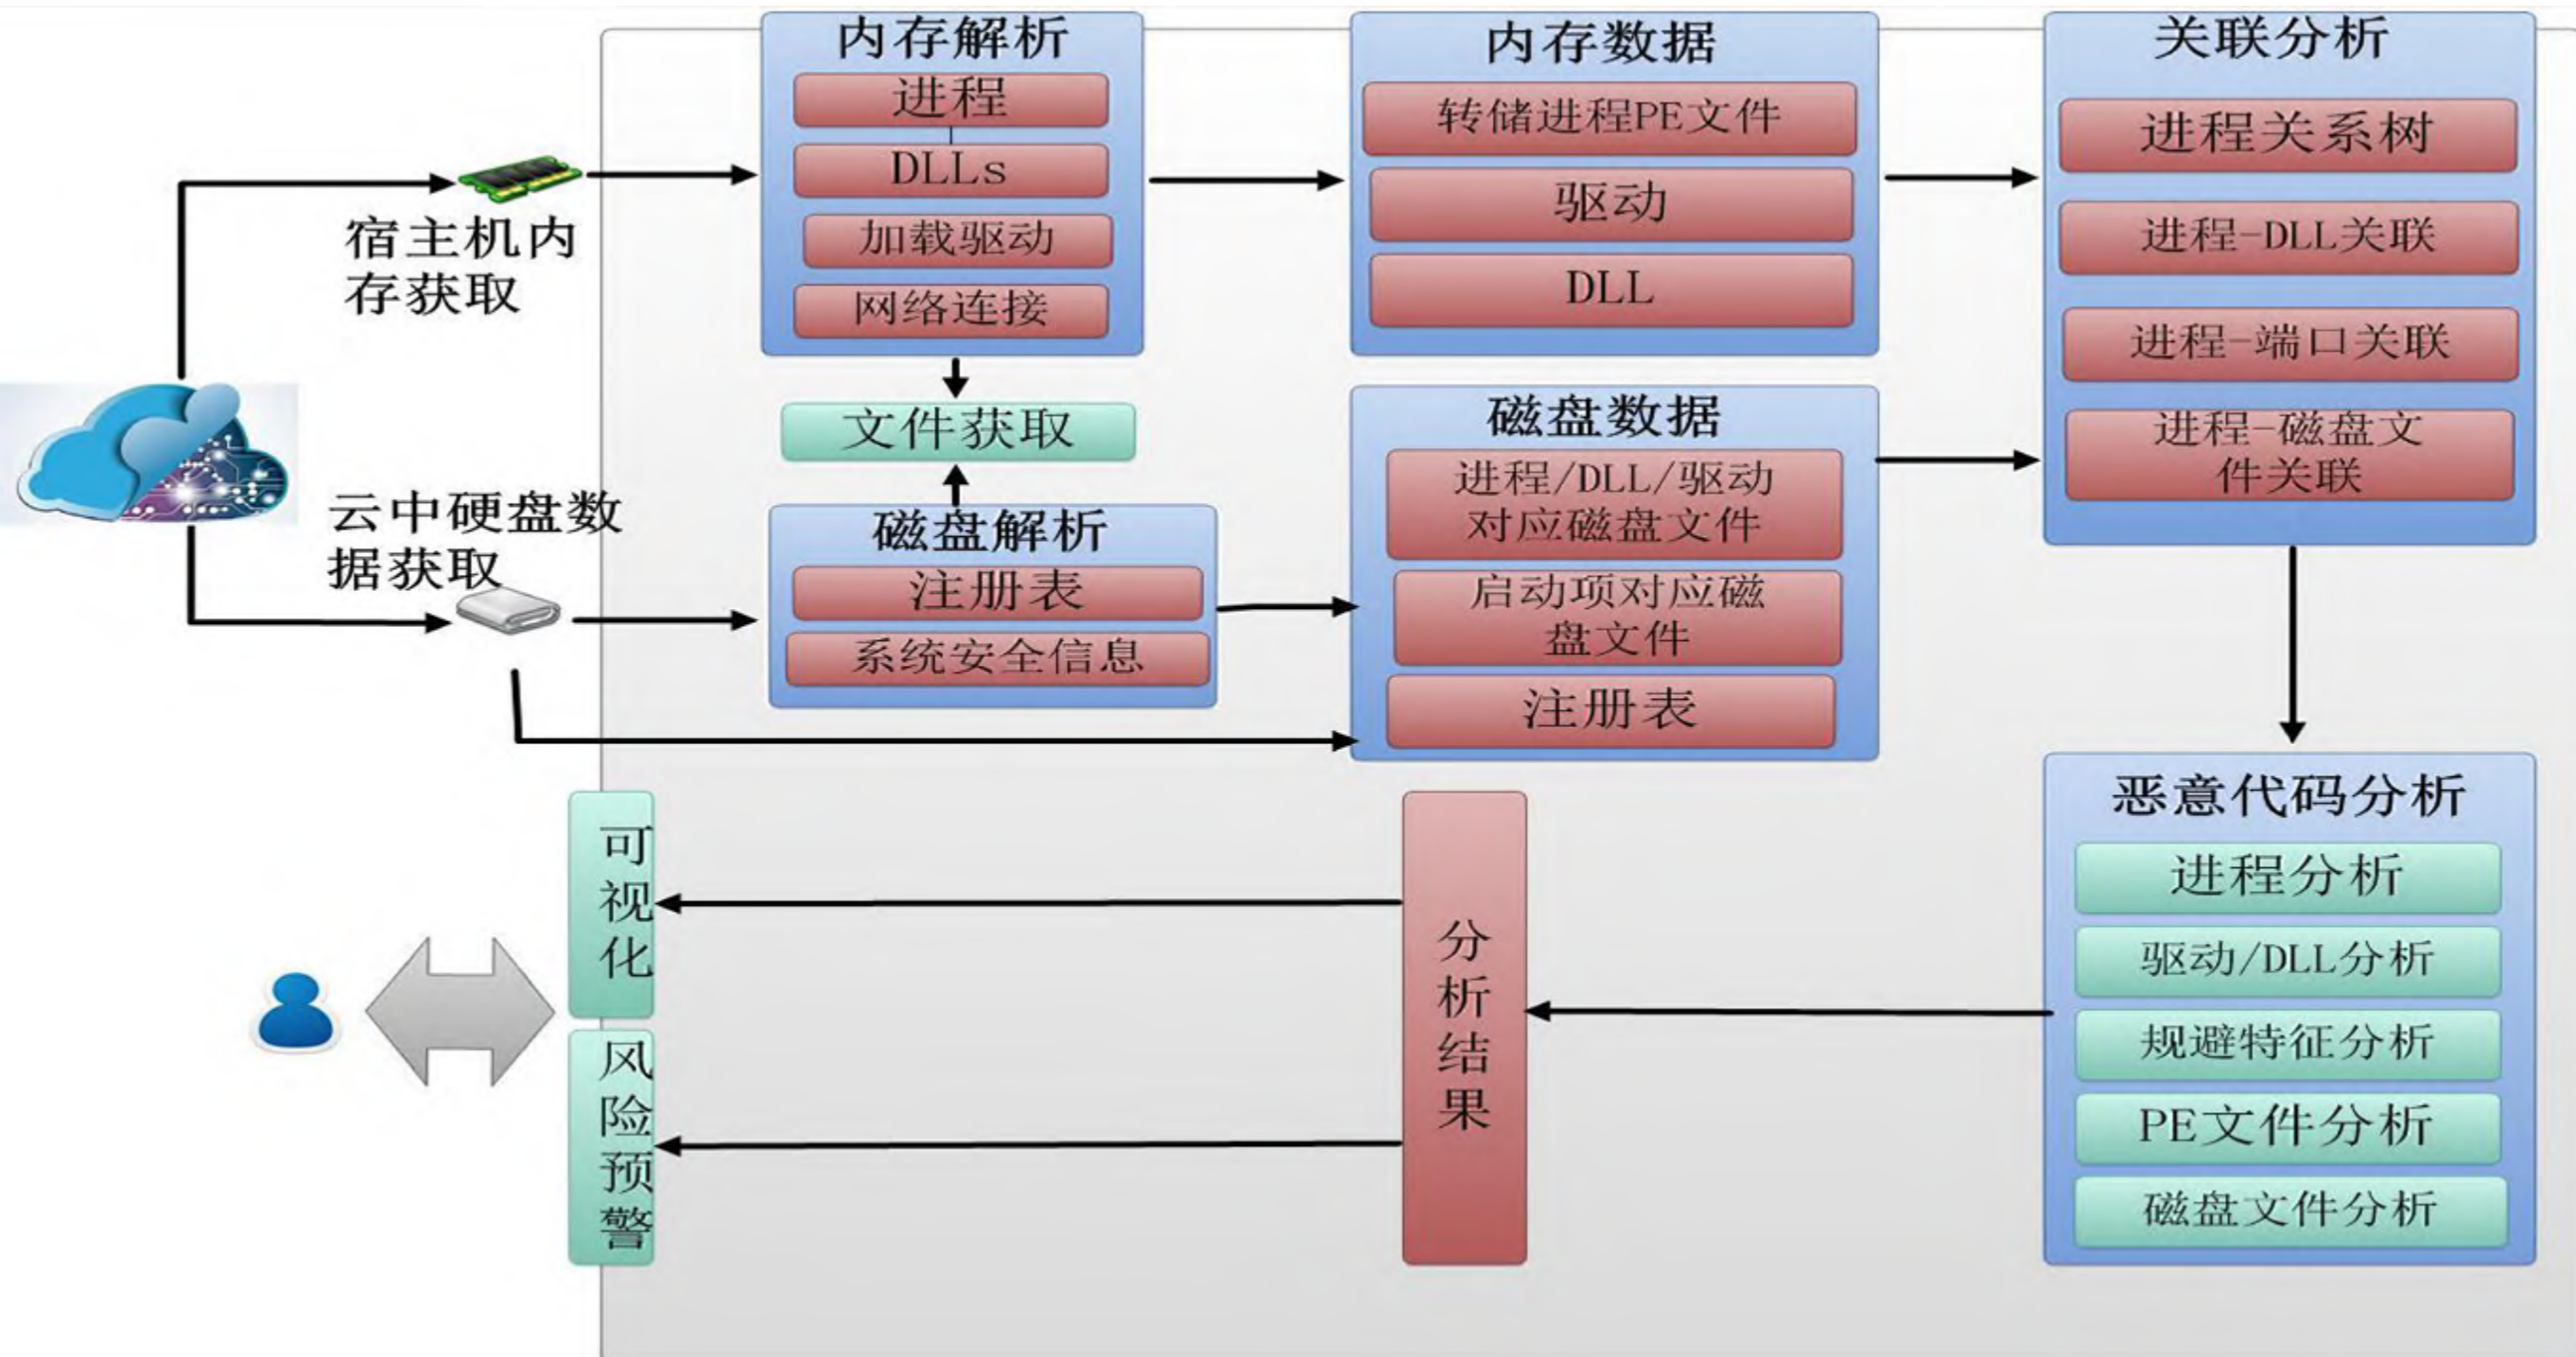 宿主机内
存获取
云中硬盘数
据获取
内存解析
进程
DLLs
加载驱动
网络连接
文件获取
磁盘解析
注册表
系统安全信息
内存数据
转储进程PE文件
驱动
DLL
磁盘数据
进程/DLL/驱动
对应磁盘文件
启动项对应磁
盘文件
注册表
关联分析
进程关系树
进程-DLL关联
进程-端口关联
进程-磁盘文
件关联
恶意代码分析
进程分析
驱动/DLL分析
规避特征分析
PE文件分析
磁盘文件分析
分析结果
可视化
风险预警